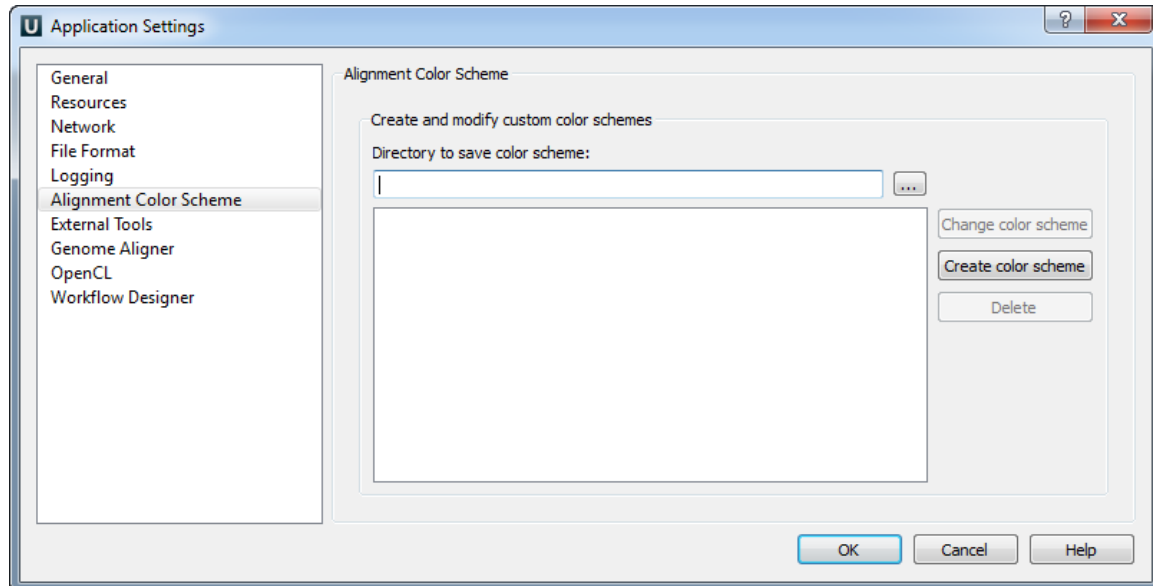 U Application Settings
General
Resources
Network
File Format
Logging
Alignment Color Scheme
External Tools
Genome Aligner
OpenCL
Workflow Designer
Alignment Color Scheme
Create and modify custom color schemes
Directory to save color scheme:
...
Change color scheme
Create color scheme
Delete
OK
Cancel
Help